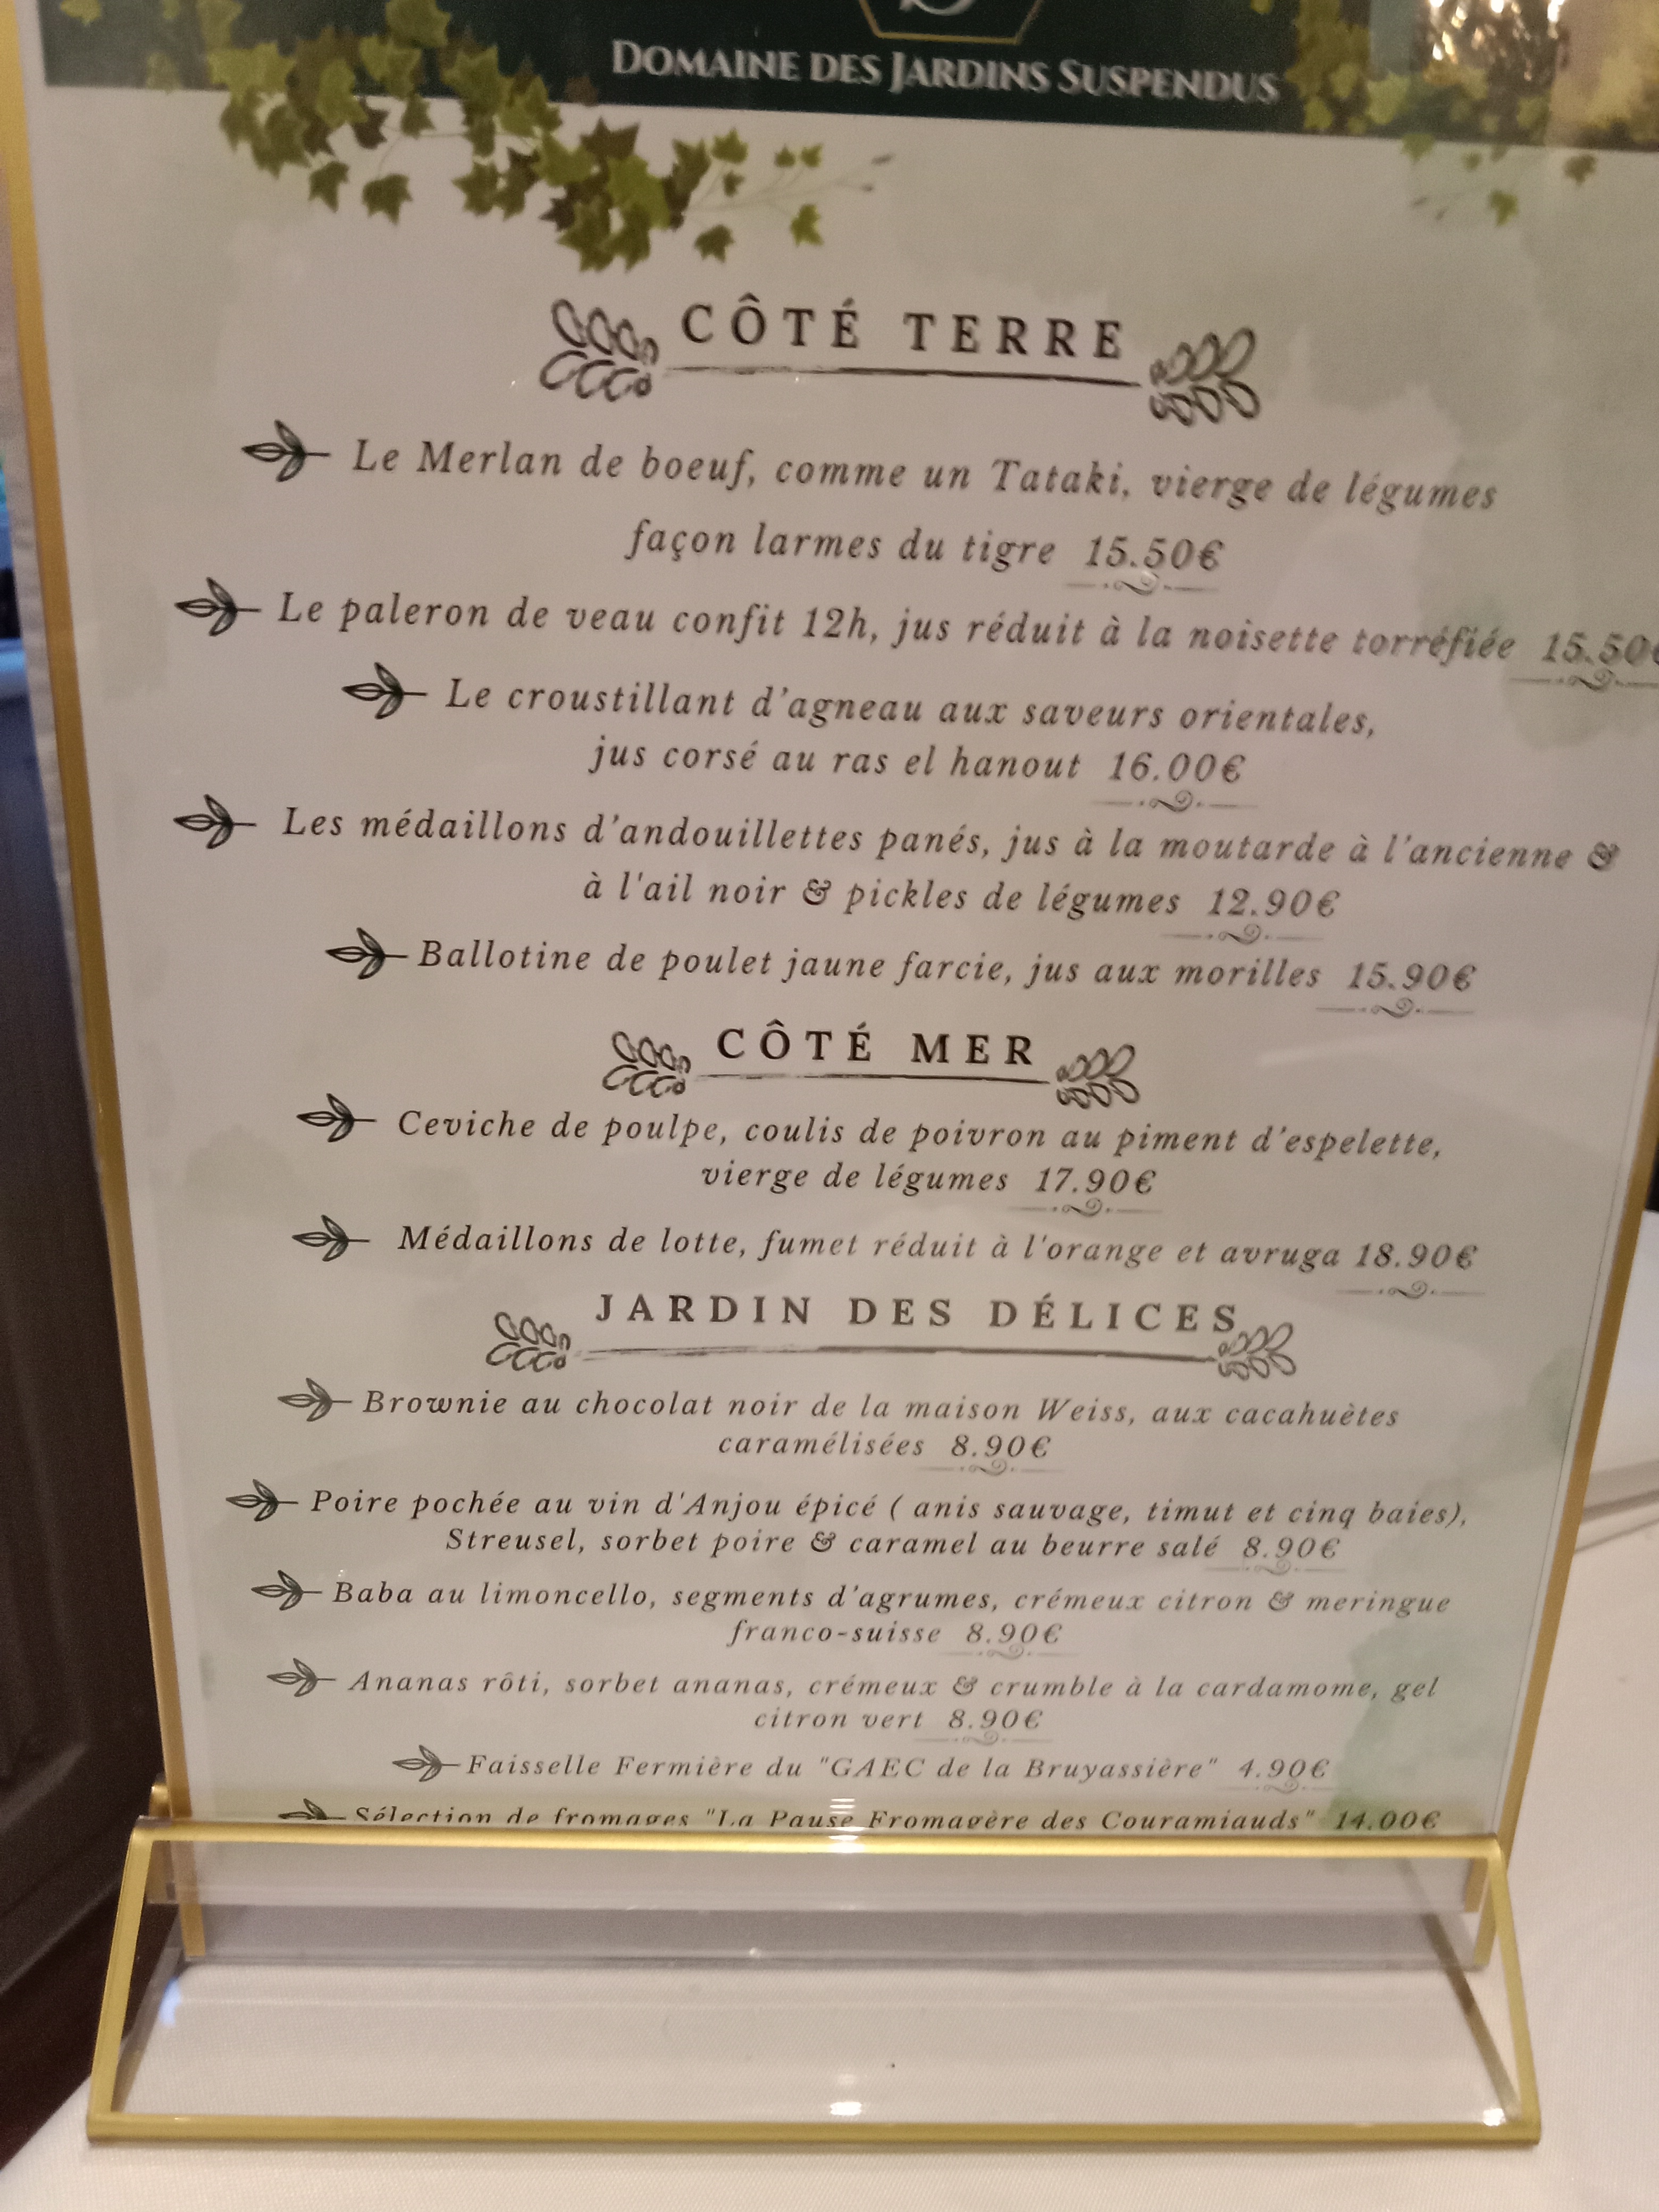 DOMAINE DES JARDINS SUSPENDUS
CÔTÉ TERRE
Le Merlan de boeuf, comme un Tataki, vierge de légumes
façon larmes du tigre 15.50€
Le paleron de veau confit 12h, jus réduit à la noisette torréfiée 15.50€
Le croustillant d'agneau aux saveurs orientales,
jus corsé au ras el hanout 16.00€
Les médaillons d'andouillettes panés, jus à la moutarde à l'ancienne &
à l'ail noir & pickles de légumes 12.90€
Ballotine de poulet jaune farcie, jus aux morilles 15.90€
CÔTÉ MER
Ceviche de poulpe, coulis de poivron au piment d'espelette,
vierge de légumes 17.90€
Médaillons de lotte, fumet réduit à l'orange et avruga 18.90€
JARDIN DES DÉLICES
Brownie au chocolat noir de la maison Weiss, aux cacahuètes
caramélisées 8.90€
Poire pochée au vin d'Anjou épicé ( anis sauvage, timut et cinq baies),
Streusel, sorbet poire & caramel au beurre salé 8.90€
Baba au limoncello, segments d'agrumes, crémeux citron & meringue
franco-suisse 8.90€
Ananas rôti, sorbet ananas, crémeux & crumble à la cardamome, gel
citron vert 8.90€
Faisselle Fermière du "GAEC de la Bruyassière" 4.90€
Sélection de fromages "La Pause Fromagère des Couramiauds" 14.00€